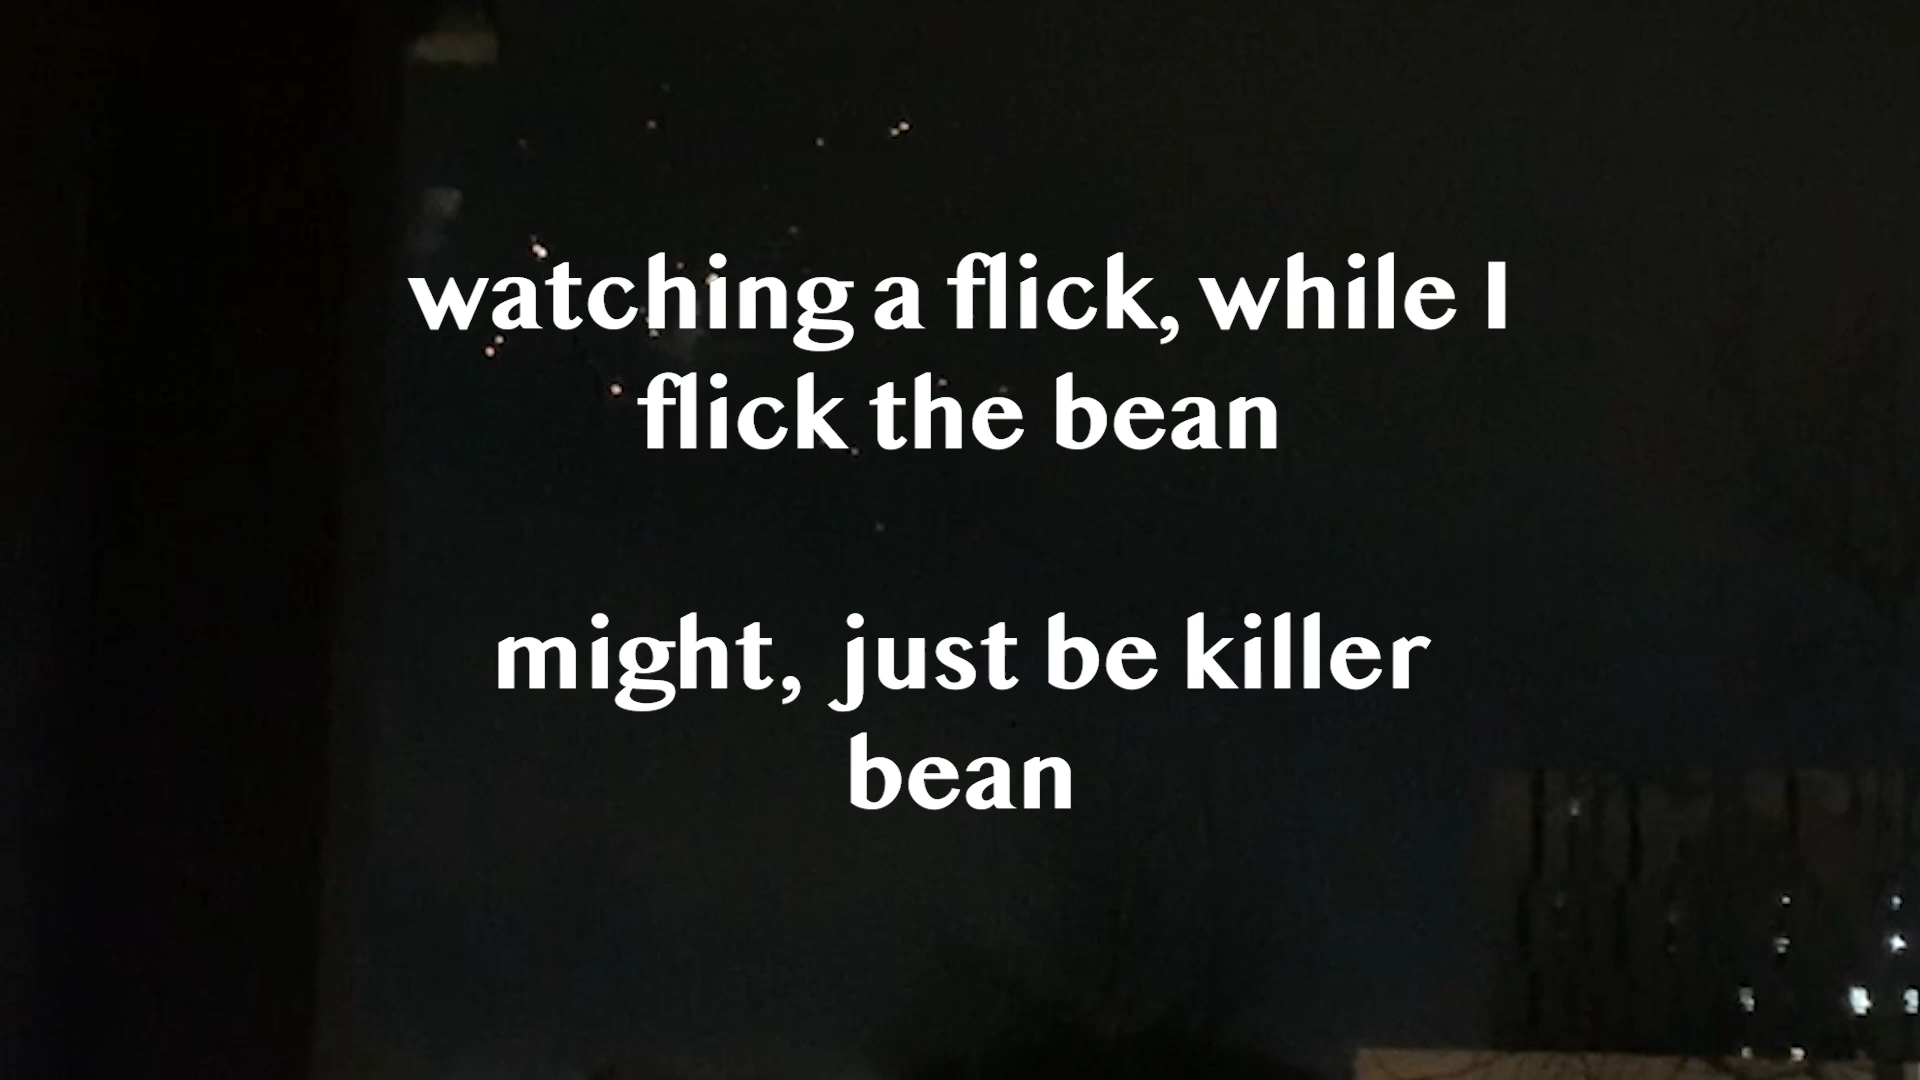 watching a flick, while I
flick the bean
might, just be killer
bean